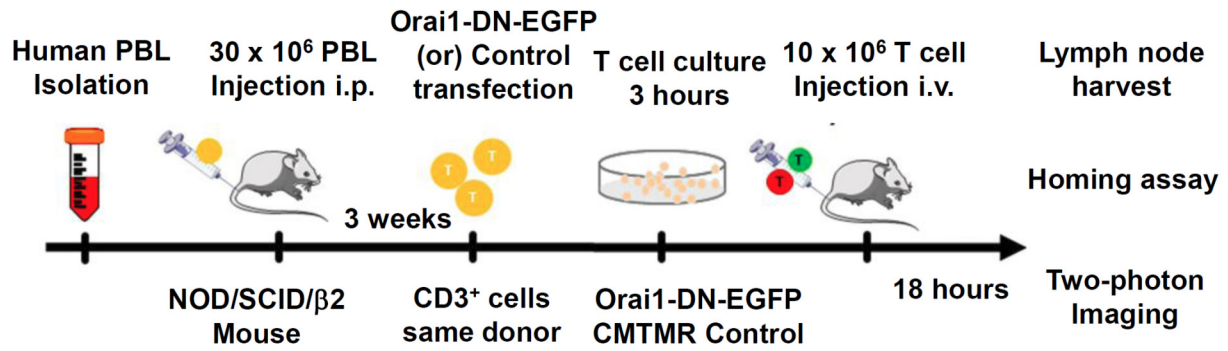 Human PBL
Isolation
30 x 10⁶ PBL
Injection i.p.
Orai1-DN-EGFP
(or) Control
transfection
T cell culture
3 hours
10 x 10⁶ T cell
Injection i.v.
Lymph node
harvest
T
T
T
T
T
Homing assay
3 weeks
18 hours
NOD/SCID/β2
Mouse
CD3⁺ cells
same donor
Orai1-DN-EGFP
CMTMR Control
Two-photon
Imaging